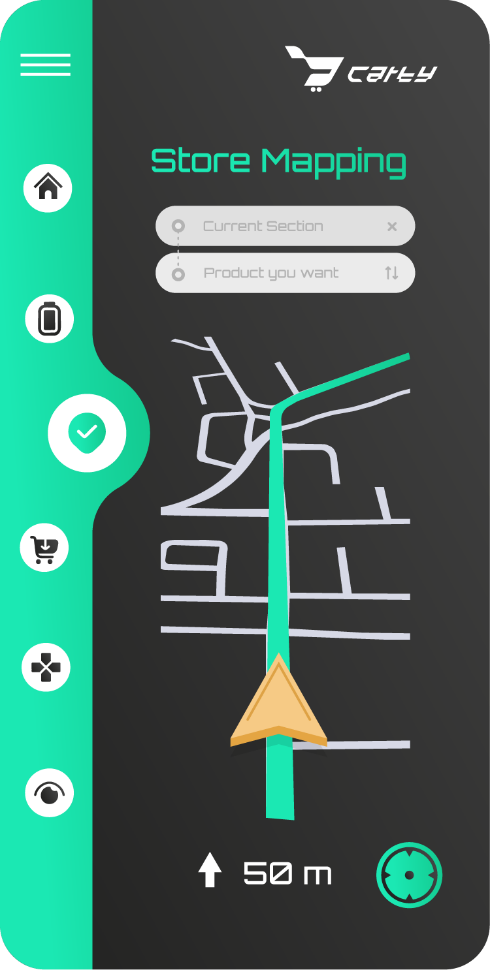 carty
Store Mapping
Current Section
Product you want
50 m